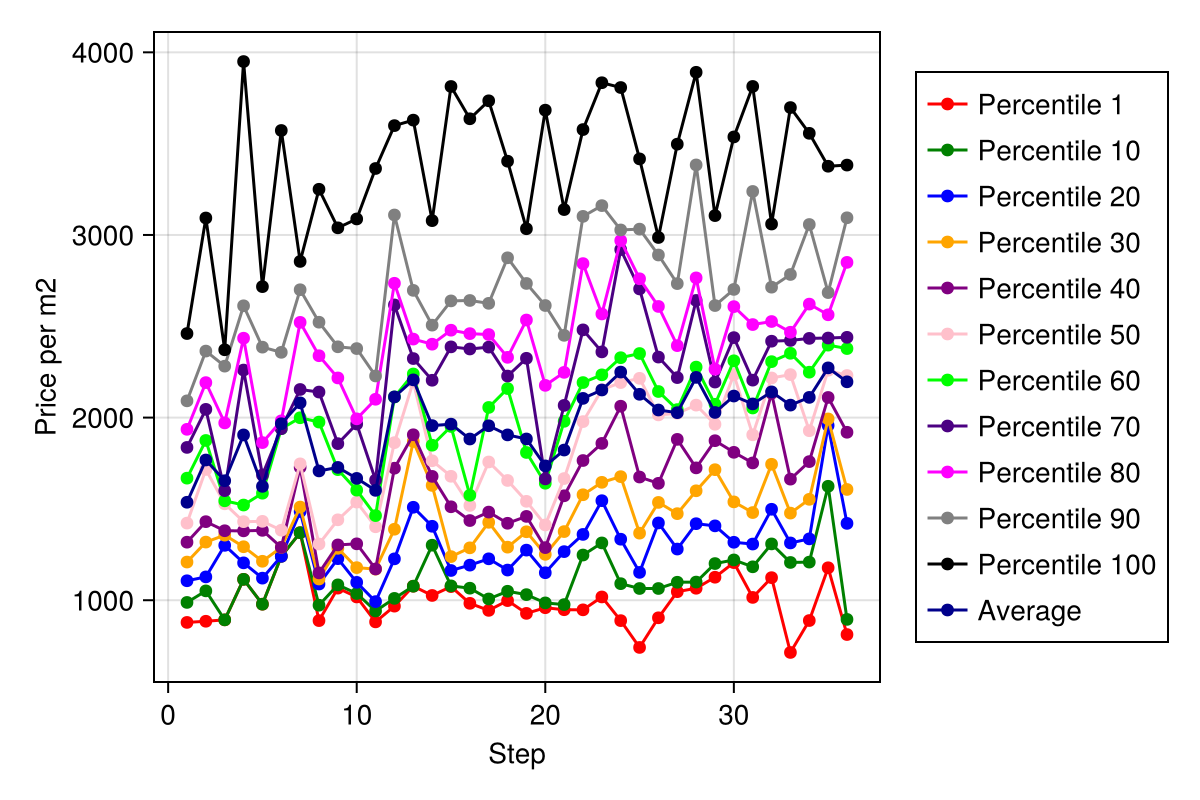 4000
3000
2000
1000
Price per m2
0 10 20 30
Step
Percentile 1
Percentile 10
Percentile 20
Percentile 30
Percentile 40
Percentile 50
Percentile 60
Percentile 70
Percentile 80
Percentile 90
Percentile 100
Average